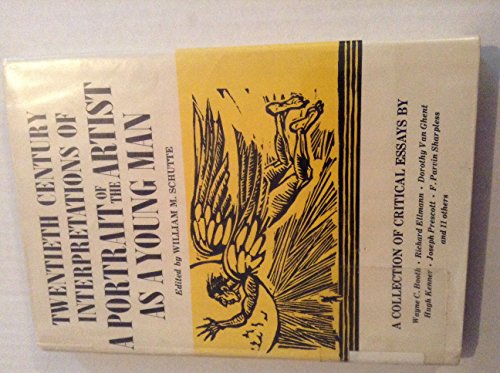 TWENTIETH CENTURY
INTERPRETATIONS OF
A PORTRAIT OF THE ARTIST
AS A YOUNG MAN
Edited by WILLIAM M. SCHUTTE
A COLLECTION OF CRITICAL ESSAYS BY
Wayne C. Booth • Richard Ellmann • Dorothy Van Ghent
Hugh Kenner • Joseph Prescott • F. Parvin Sharpless
and 11 others